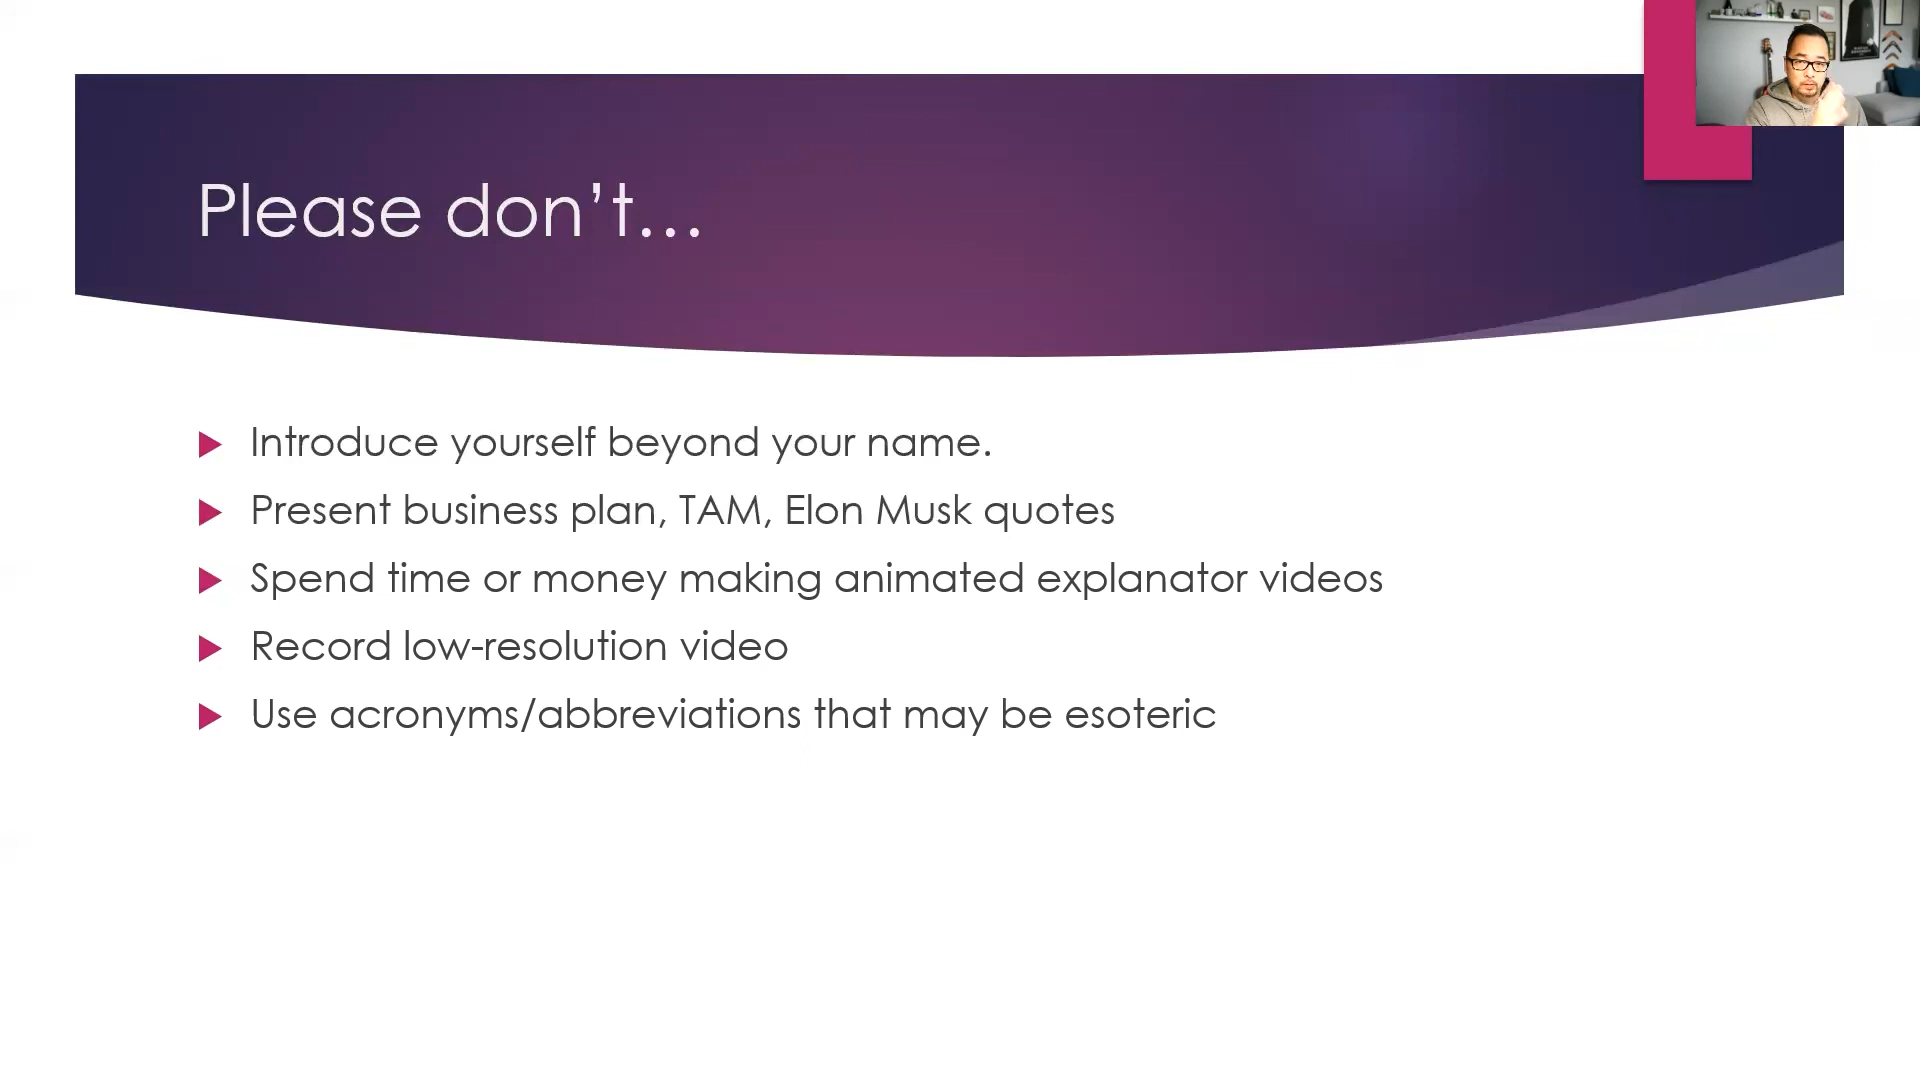 Please don’t…
Introduce yourself beyond your name.
Present business plan, TAM, Elon Musk quotes
Spend time or money making animated explanator videos
Record low-resolution video
Use acronyms/abbreviations that may be esoteric